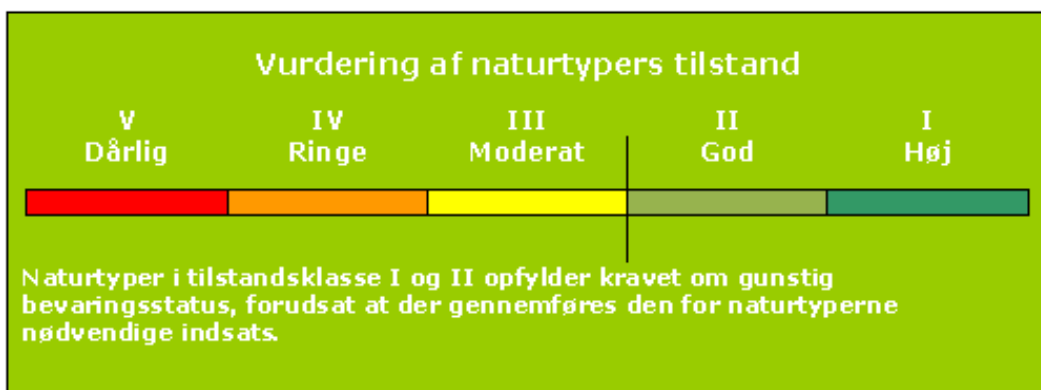 Vurdering af naturtypers tilstand
V IV III II I
Dårlig Ringe Moderat God Høj
Naturtyper i tilstandsklasse I og II opfylder kravet om gunstig
bevaringsstatus, forudsat at der gennemføres den for naturtyperne
nødvendige indsats.